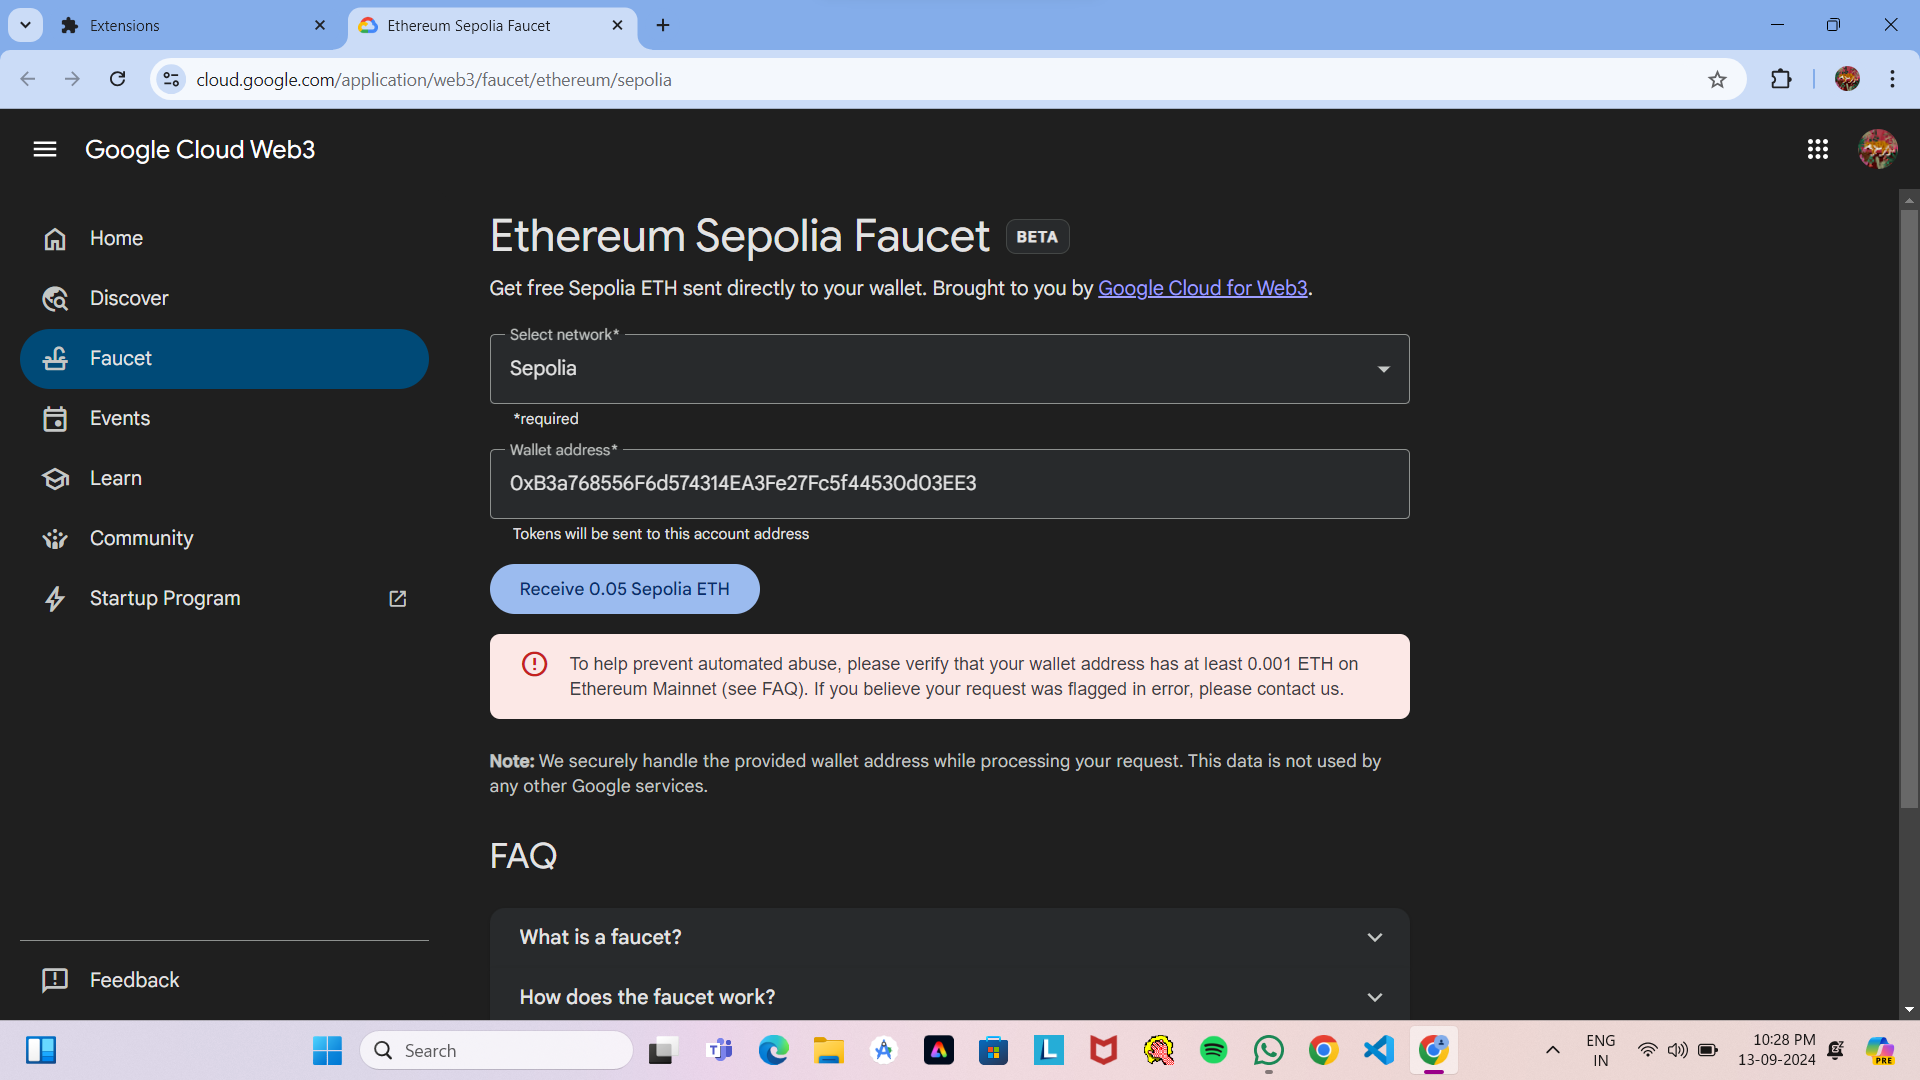 Extensions
Ethereum Sepolia Faucet
cloud.google.com/application/web3/faucet/ethereum/sepolia
Google Cloud Web3
Home
Discover
Faucet
Events
Learn
Community
Startup Program
Feedback
Ethereum Sepolia Faucet BETA
Get free Sepolia ETH sent directly to your wallet. Brought to you by Google Cloud for Web3.
Select network*
Sepolia
*required
Wallet address*
0xB3a768556F6d574314EA3Fe27Fc5f44530d03EE3
Tokens will be sent to this account address
Receive 0.05 Sepolia ETH
To help prevent automated abuse, please verify that your wallet address has at least 0.001 ETH on
Ethereum Mainnet (see FAQ). If you believe your request was flagged in error, please contact us.
Note: We securely handle the provided wallet address while processing your request. This data is not used by
any other Google services.
FAQ
What is a faucet?
How does the faucet work?
Search
L
ENG
IN
10:28 PM
13-09-2024
PRE